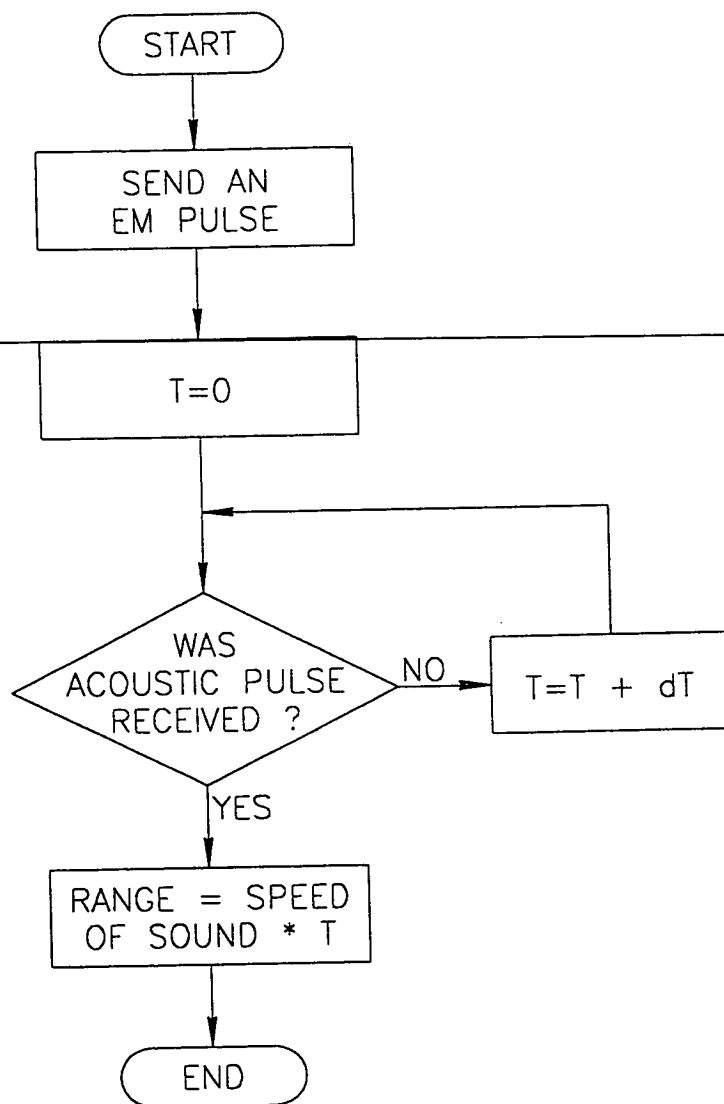 START
SEND AN
EM PULSE
T=0
WAS
ACOUSTIC PULSE
RECEIVED ?
NO
T=T + dT
YES
RANGE = SPEED
OF SOUND * T
END